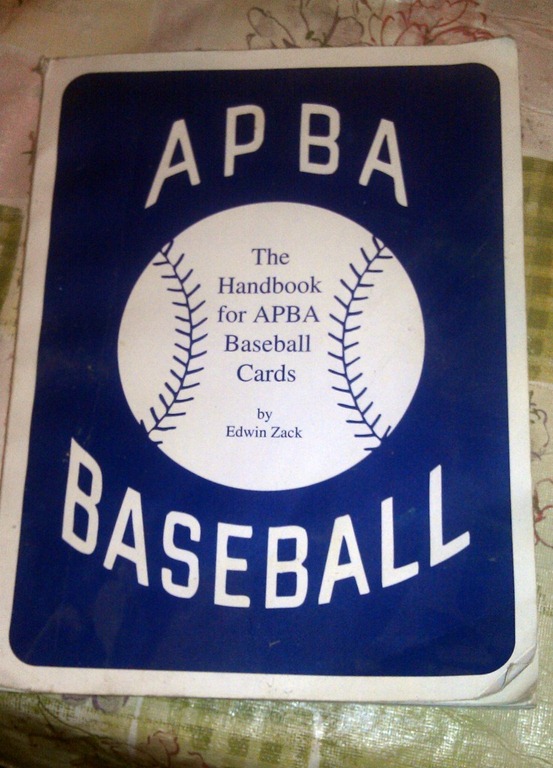 APBA
The
Handbook
for APBA
Baseball
Cards
by
Edwin Zack
BASEBALL